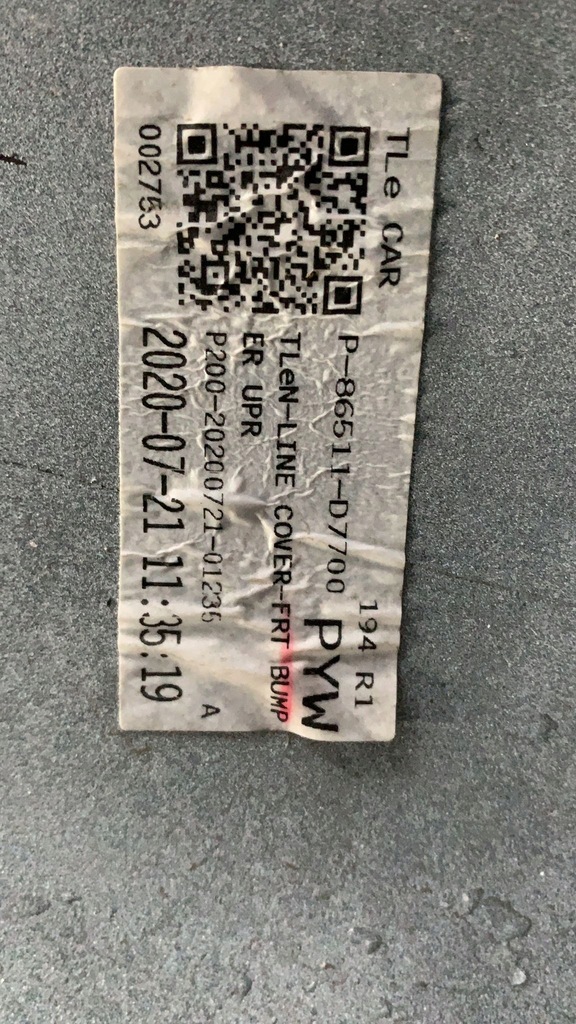 TLe CAR
194 R1
P-86511-D7700
PYW
TLeN-LINE COVER-FRT BUMP
ER UPR
P200-20200721-01235
A
002753
2020-07-21 11:35:19